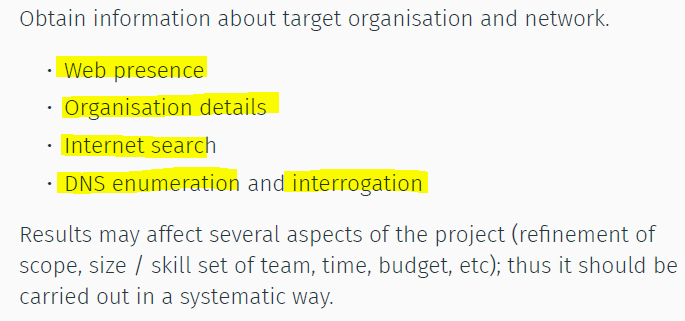 Obtain information about target organisation and network.
• Web presence
• Organisation details
• Internet search
• DNS enumeration and interrogation
Results may affect several aspects of the project (refinement of
scope, size / skill set of team, time, budget, etc); thus it should be
carried out in a systematic way.